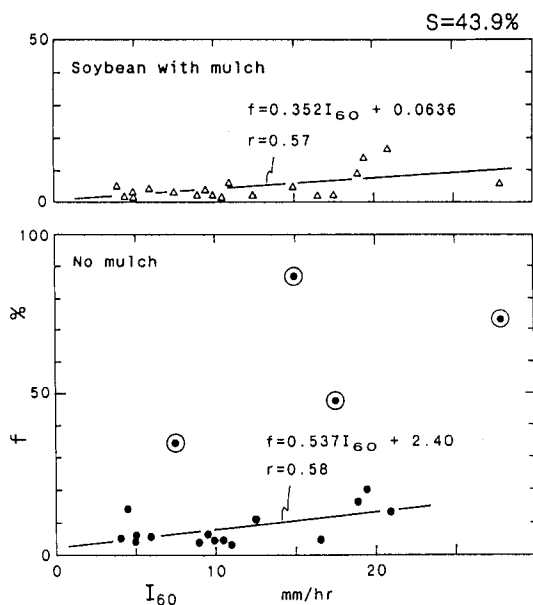 S=43.9%
50
Soybean with mulch
f=0.352I60 + 0.0636
r=0.57
0
100
No mulch
%
50
f=0.537I60 + 2.40
f
r=0.58
0
0 10 20
I60 mm/hr